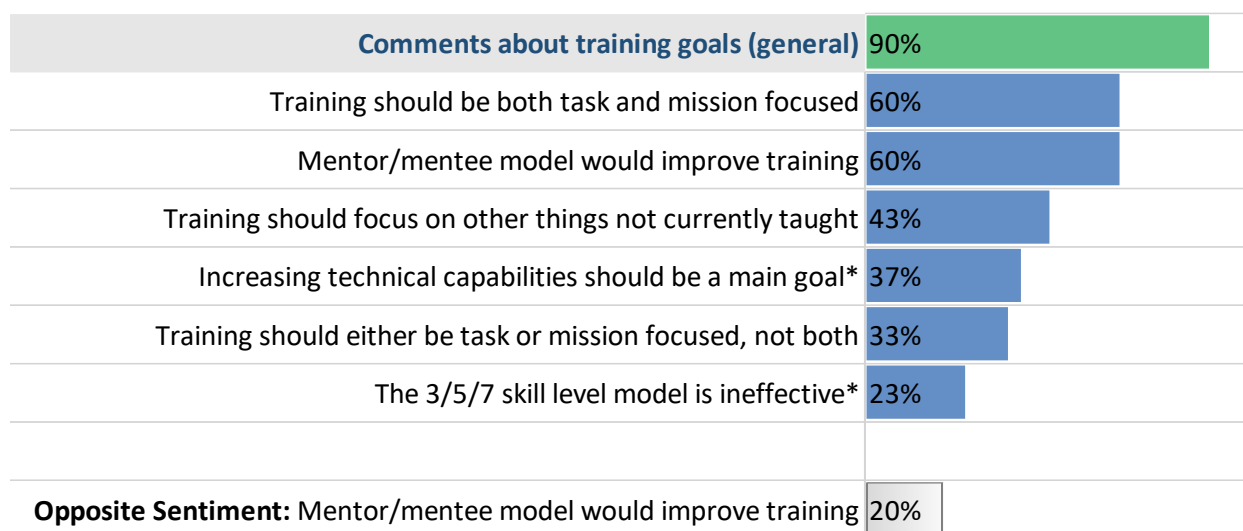 Comments about training goals (general) 90%
Training should be both task and mission focused 60%
Mentor/mentee model would improve training 60%
Training should focus on other things not currently taught 43%
Increasing technical capabilities should be a main goal* 37%
Training should either be task or mission focused, not both 33%
The 3/5/7 skill level model is ineffective* 23%
Opposite Sentiment: Mentor/mentee model would improve training 20%